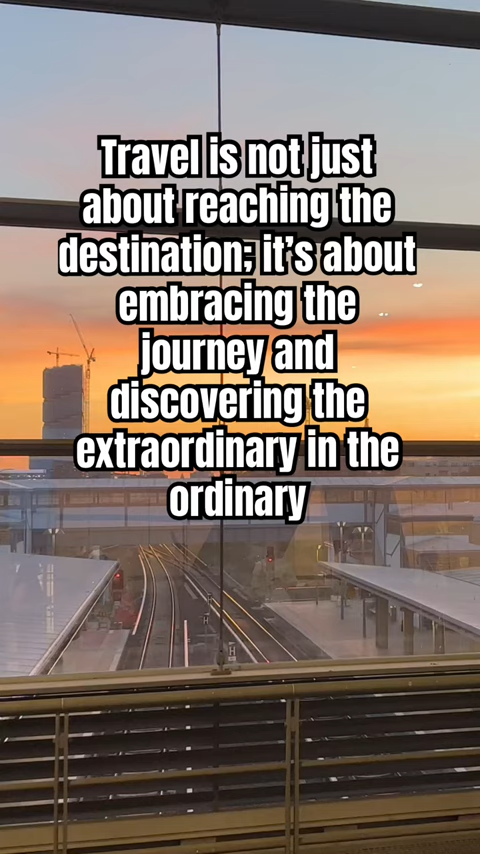 Travel is not just
about reaching the
destination; it’s about
embracing the
journey and
discovering the
extraordinary in the
ordinary